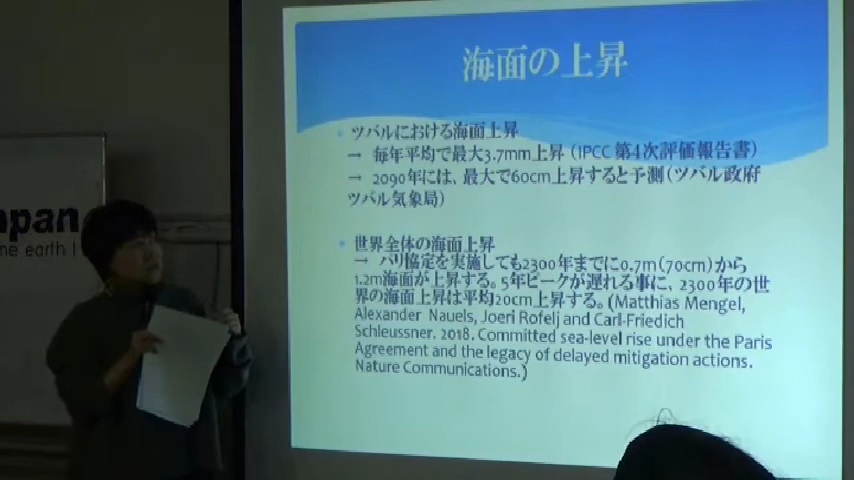 海面の上昇
ツバルにおける海面上昇
→ 毎年平均で最大3.7mm上昇（IPCC 第4次評価報告書）
→ 2090年には、最大で60cm上昇すると予測（ツバル政府
ツバル気象局）
世界全体の海面上昇
→ パリ協定を実施しても2300年までに0.7m（70cm）から
1.2m海面が上昇する。5年ピークが遅れる事に、2300年の世
界の海面上昇は平均20cm上昇する。(Matthias Mengel,
Alexander Nauels, Joeri Rofelj and Carl-Friedich
Schleussner. 2018. Committed sea-level rise under the Paris
Agreement and the legacy of delayed mitigation actions.
Nature Communications.)
apan
ne earth